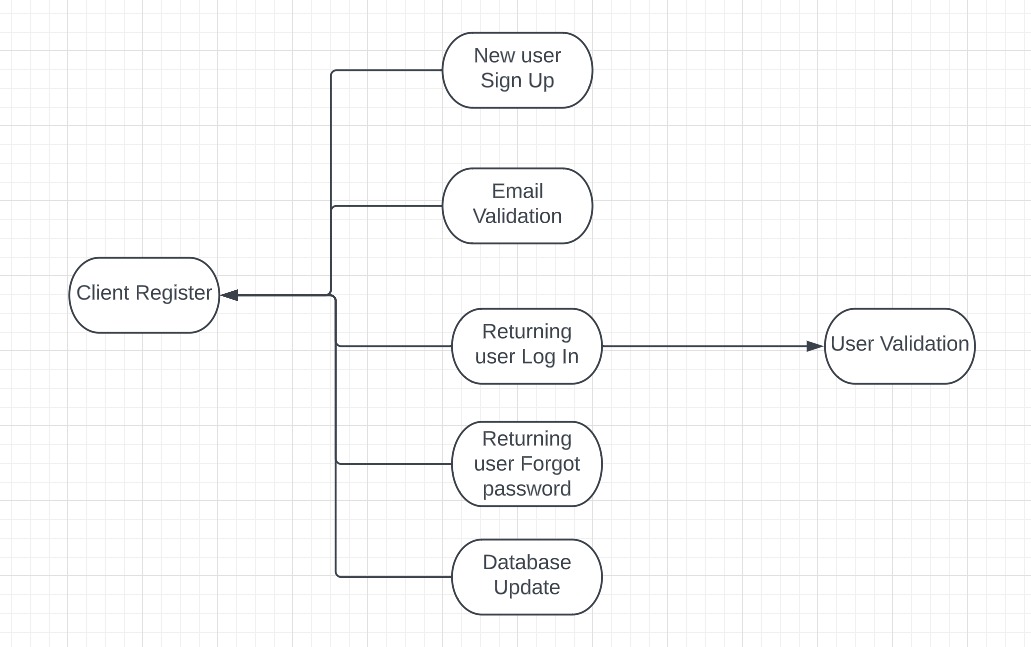 New user
Sign Up
Email
Validation
Client Register
Returning
user Log In
User Validation
Returning
user Forgot
password
Database
Update